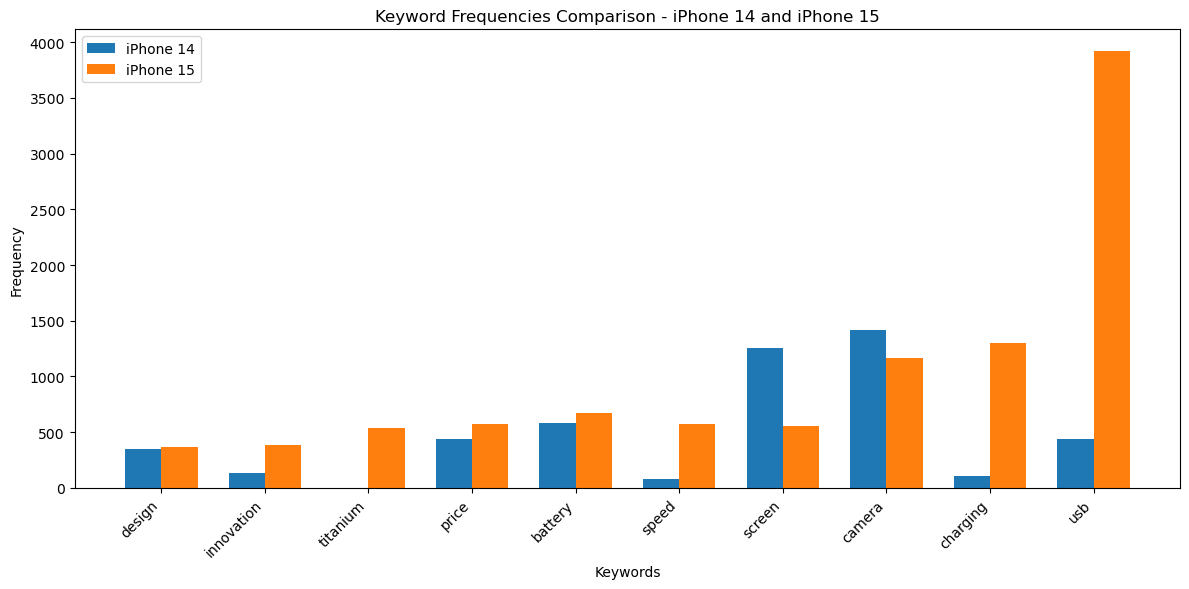 Keyword Frequencies Comparison - iPhone 14 and iPhone 15
iPhone 14
iPhone 15
Frequency
4000
3500
3000
2500
2000
1500
1000
500
0
design
innovation
titanium
price
battery
speed
screen
camera
charging
usb
Keywords